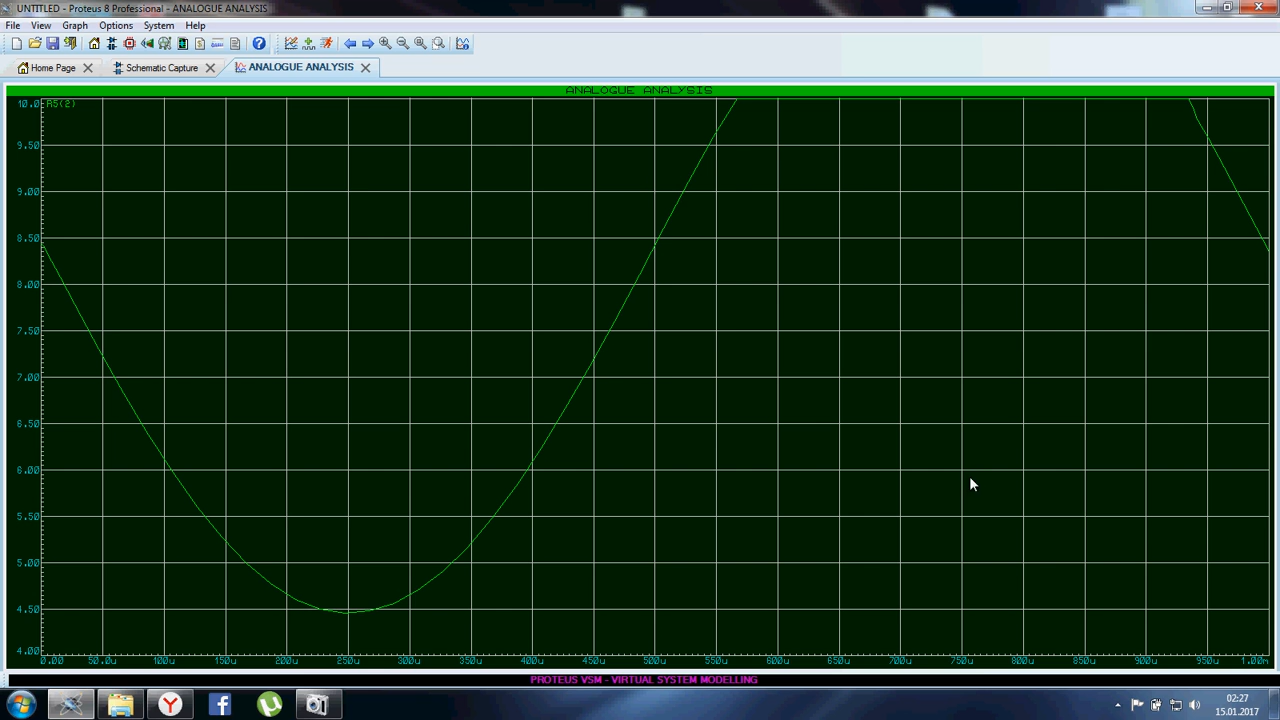 UNTITLED - Proteus 8 Professional - ANALOGUE ANALYSIS
File View Graph Options System Help
Home Page Schematic Capture ANALOGUE ANALYSIS
ANALOGUE ANALYSIS
R5(2)
10.0
9.50
9.00
8.50
8.00
7.50
7.00
6.50
6.00
5.50
5.00
4.50
4.00
0.00 50.0u 100u 150u 200u 250u 300u 350u 400u 450u 500u 550u 600u 650u 700u 750u 800u 850u 900u 950u 1.00m
PROTEUS VSM - VIRTUAL SYSTEM MODELLING
02:27
15.01.2017